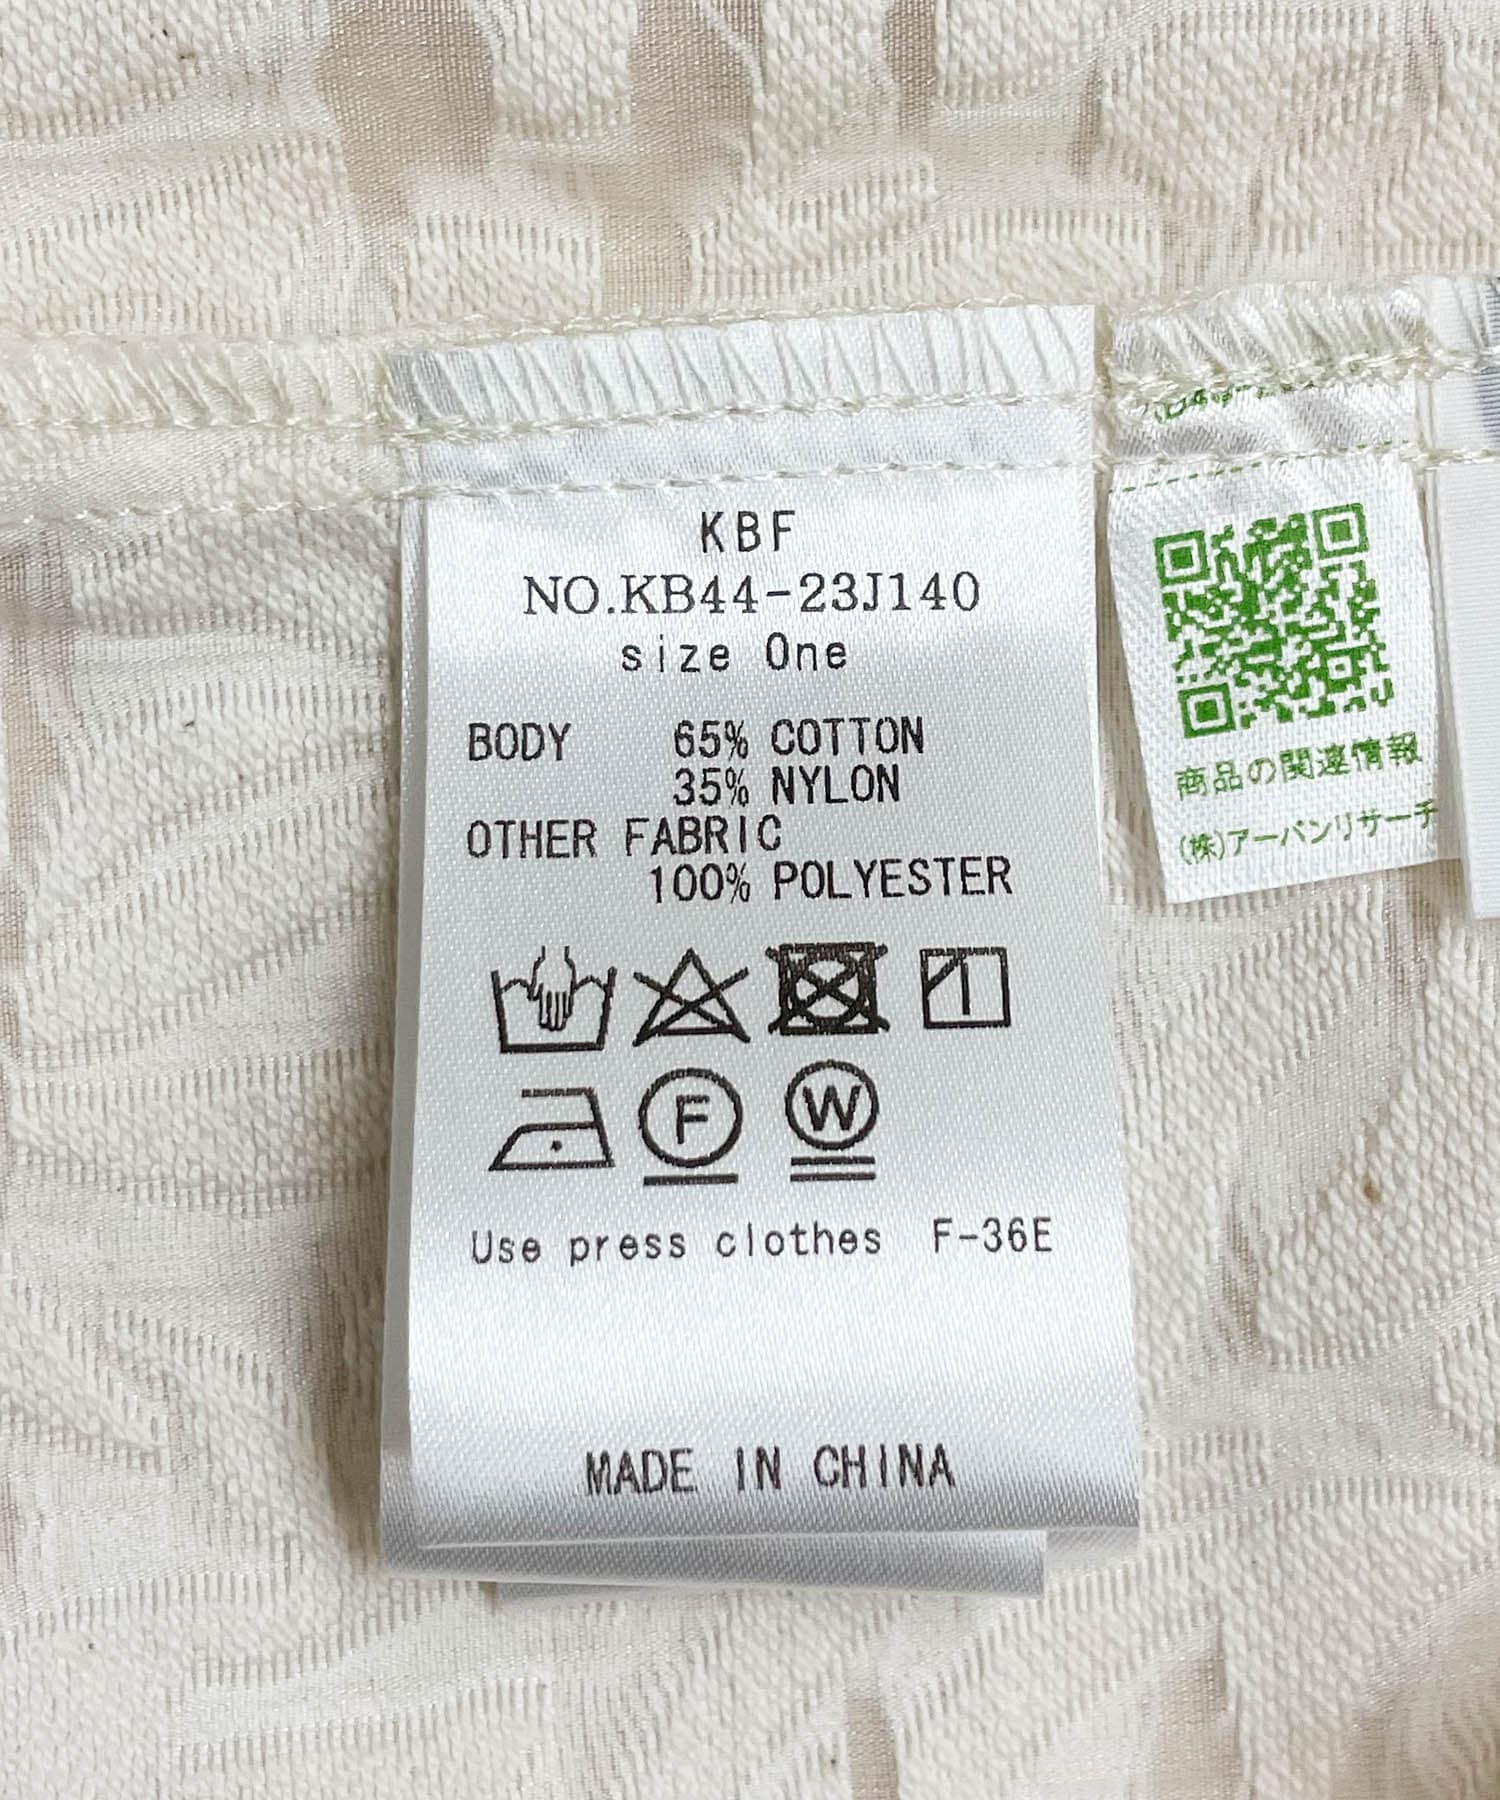 KBF
NO.KB44-23J140
size One
BODY 65% COTTON
35% NYLON
OTHER FABRIC
100% POLYESTER
F
W
Use press clothes F-36E
MADE IN CHINA
商品の関連情報
(株)アーバンリサーチ